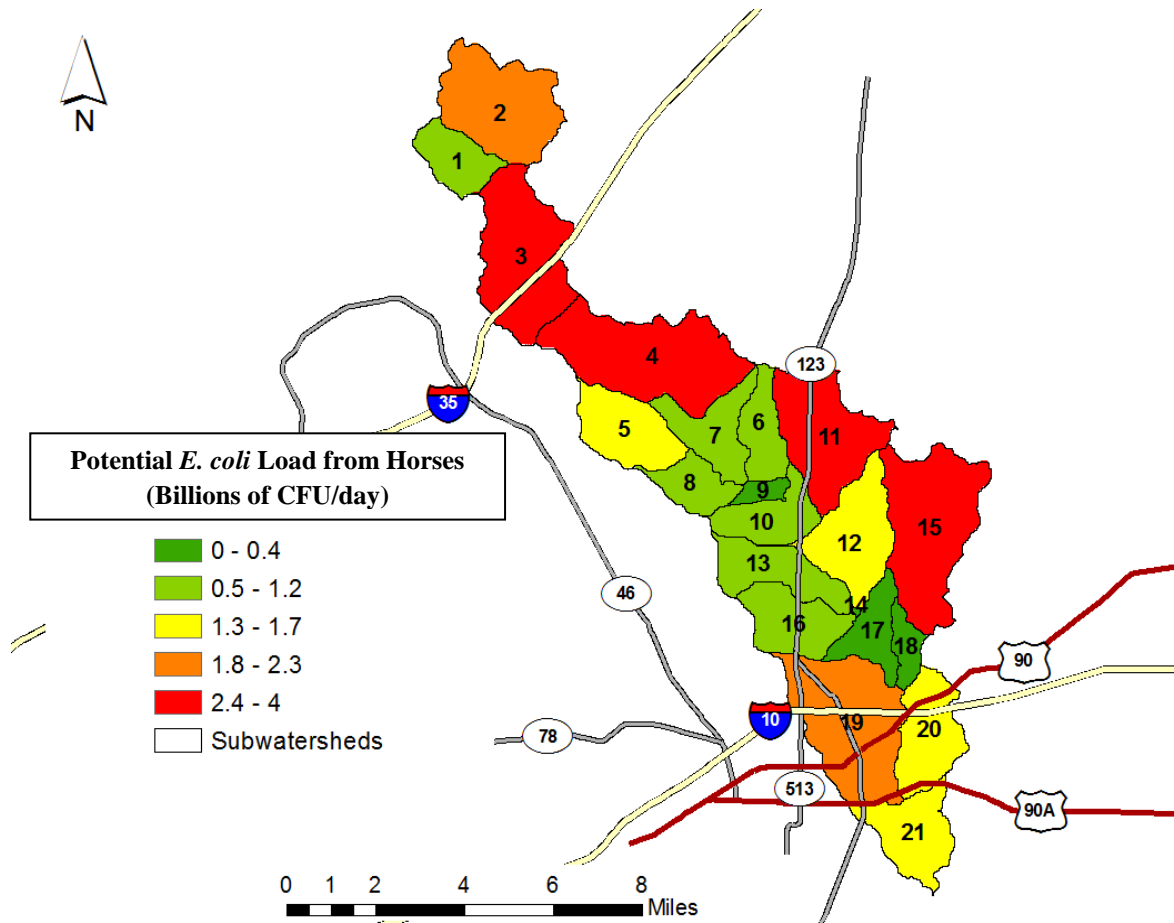 N
2
1
3
4
123
35
5
7
6
11
8
9
10
12
15
13
46
14
16
17
18
90
10
19
20
78
513
90A
21
Potential E. coli Load from Horses
(Billions of CFU/day)
0 - 0.4
0.5 - 1.2
1.3 - 1.7
1.8 - 2.3
2.4 - 4
Subwatersheds
0 1 2 4 6 8
Miles